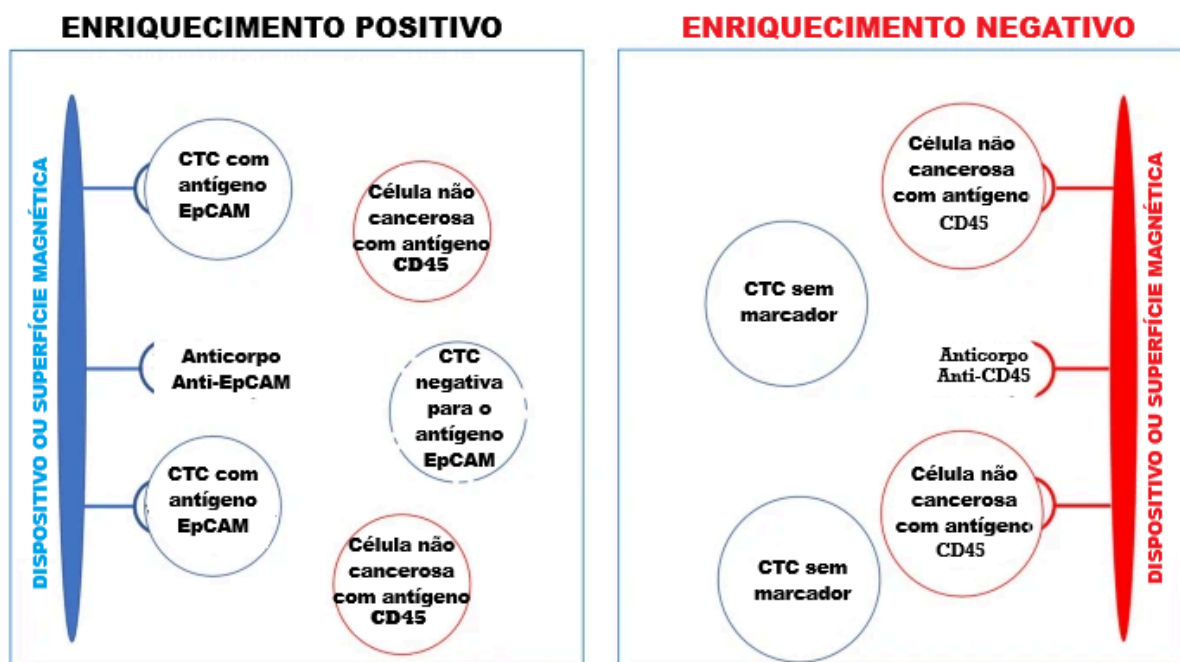 ENRIQUECIMENTO POSITIVO
DISPOSITIVO OU SUPERFÍCIE MAGNÉTICA
CTC com
antígeno
EpCAM
Célula não
cancerosa
com antígeno
CD45
Anticorpo
Anti-EpCAM
CTC
negativa
para o
antígeno
EpCAM
CTC com
antígeno
EpCAM
Célula não
cancerosa
com antígeno
CD45
ENRIQUECIMENTO NEGATIVO
Célula não
cancerosa
com antígeno
CD45
CTC sem
marcador
Anticorpo
Anti-CD45
Célula não
cancerosa
com antígeno
CD45
CTC sem
marcador
DISPOSITIVO OU SUPERFÍCIE MAGNÉTICA